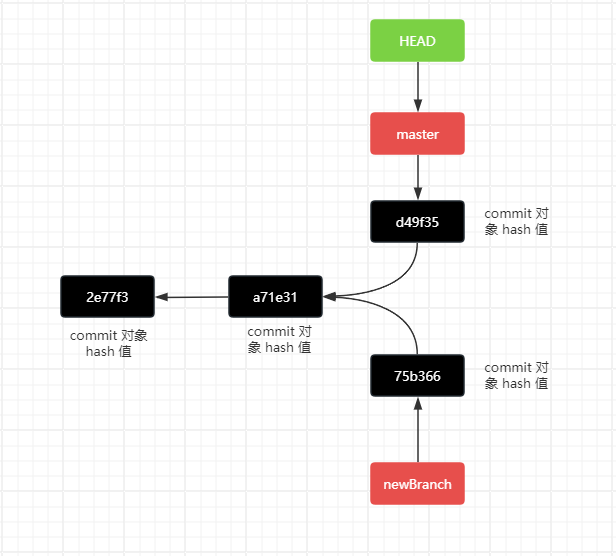 HEAD
master
d49f35
commit 对
象 hash 值
2e77f3
a71e31
commit 对象
hash 值
commit 对
象 hash 值
75b366
commit 对
象 hash 值
newBranch